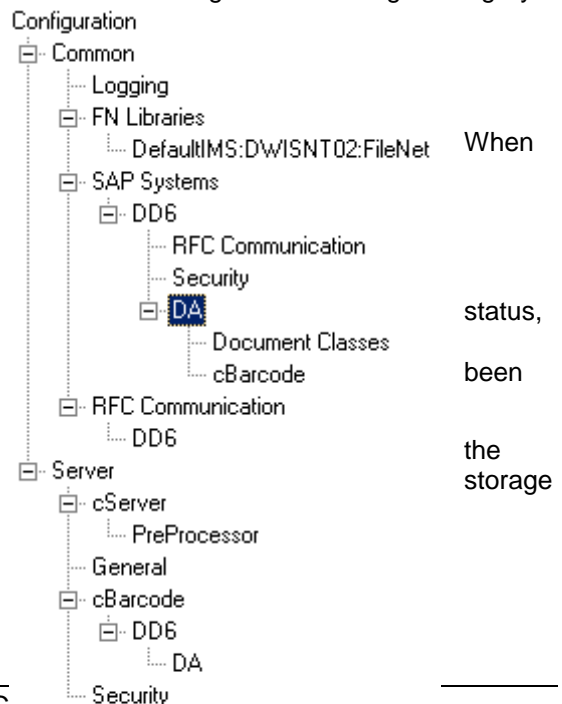 Configuration
Common
Logging
FN Libraries
DefaultIMS:DWISNT02:FileNet
When
SAP Systems
DD6
RFC Communication
Security
DA
status,
Document Classes
cBarcode
been
RFC Communication
DD6
the
Server
storage
cServer
PreProcessor
General
cBarcode
DD6
DA
Security